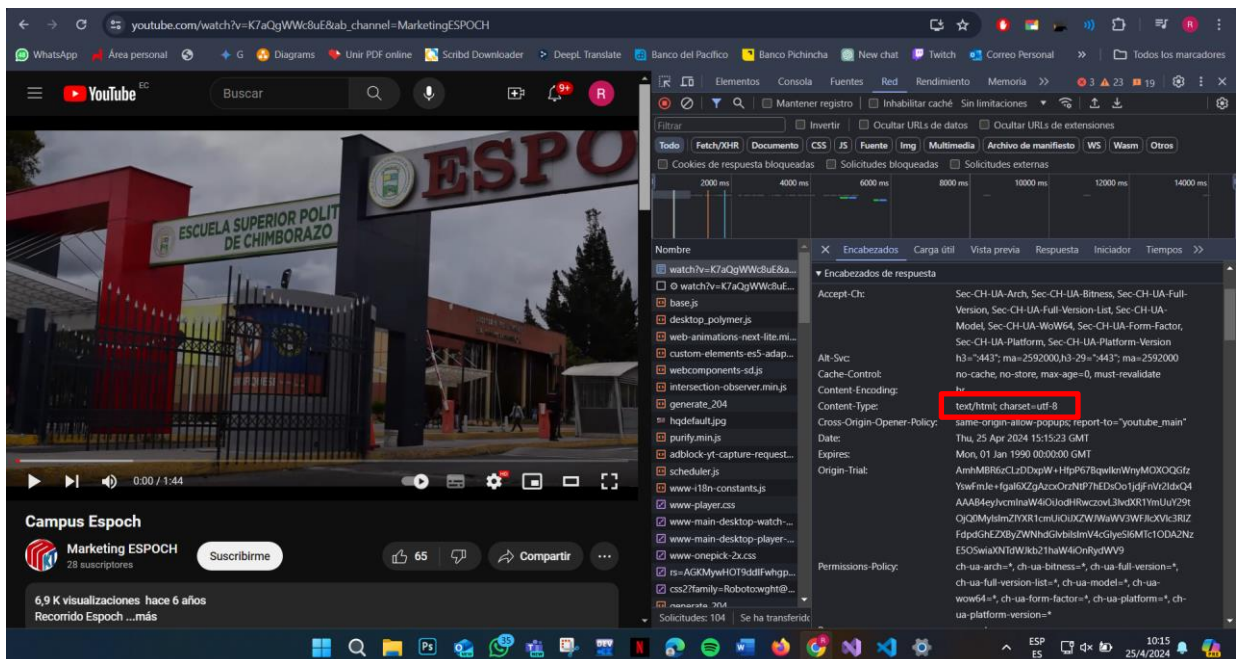 youtube.com/watch?v=K7aQgWWc8uE&ab_channel=MarketingESPOCH
WhatsApp Área personal G Diagrams Unir PDF online Scribd Downloader DeepL Translate Banco del Pacífico Banco Pichincha New chat Twitch Correo Personal » Todos los marcadores
YouTube EC
Buscar
9+
R
ESPO
ESCUELA SUPERIOR POLIT
DE CHIMBORAZO
0:00 / 1:44
Campus Espoch
Marketing ESPOCH
28 suscriptores
Suscribirme
65
Compartir
6,9 K visualizaciones hace 6 años
Recorrido Espoch ...más
Elementos Consola Fuentes Red Rendimiento Memoria 3 23 19
Mantener registro Inhabilitar caché Sin limitaciones
Filtrar Invertir Ocultar URLs de datos Ocultar URLs de extensiones
Todo Fetch/XHR Documento CSS JS Fuente Img Multimedia Archivo de manifiesto WS Wasm Otros
Cookies de respuesta bloqueadas Solicitudes bloqueadas Solicitudes externas
2000 ms 4000 ms 6000 ms 8000 ms 10000 ms 12000 ms 14000 ms
Nombre
watch?v=K7aQgWWc8uE&a...
watch?v=K7aQgWWc8uE...
base.js
desktop_polymer.js
web-animations-next-lite.mi...
custom-elements-es5-adap...
webcomponents-sd.js
intersection-observer.min.js
generate_204
hqdefault.jpg
purify.min.js
adblock-yt-capture-request...
scheduler.js
www-i18n-constants.js
www-player.css
www-main-desktop-watch-...
www-main-desktop-player-...
www-onepick-2x.css
rs=AGKMywHOT9ddIFwhgp...
css2?family=Roboto:wght@...
generate_204
Solicitudes: 104 Se ha transferido
Encabezados Carga útil Vista previa Respuesta Iniciador Tiempos
Encabezados de respuesta
Accept-Ch: Sec-CH-UA-Arch, Sec-CH-UA-Bitness, Sec-CH-UA-Full-
Version, Sec-CH-UA-Full-Version-List, Sec-CH-UA-
Model, Sec-CH-UA-WoW64, Sec-CH-UA-Form-Factor,
Sec-CH-UA-Platform, Sec-CH-UA-Platform-Version
Alt-Svc: h3=":443"; ma=2592000,h3-29=":443"; ma=2592000
Cache-Control: no-cache, no-store, max-age=0, must-revalidate
Content-Encoding: br
Content-Type: text/html; charset=utf-8
Cross-Origin-Opener-Policy: same-origin-allow-popups; report-to="youtube_main"
Date: Thu, 25 Apr 2024 15:15:23 GMT
Expires: Mon, 01 Jan 1990 00:00:00 GMT
Origin-Trial:
Permissions-Policy: ch-ua-arch=*, ch-ua-bitness=*, ch-ua-full-version=*,
ch-ua-full-version-list=*, ch-ua-model=*, ch-ua-
wow64=*, ch-ua-form-factor=*, ch-ua-platform=*, ch-
ua-platform-version=*
35
ESP
ES
10:15
25/4/2024